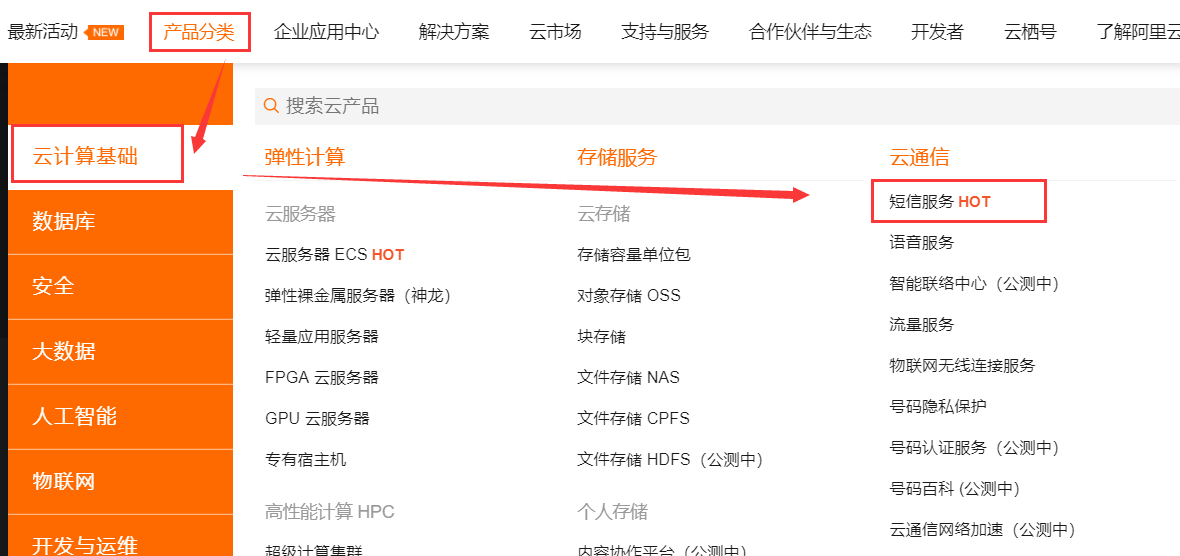 最新活动 NEW 产品分类 企业应用中心 解决方案 云市场 支持与服务 合作伙伴与生态 开发者 云栖号 了解阿里云
搜索云产品
云计算基础
数据库
安全
大数据
人工智能
物联网
开发与运维
弹性计算
云服务器
云服务器 ECS HOT
弹性裸金属服务器（神龙）
轻量应用服务器
FPGA 云服务器
GPU 云服务器
专有宿主机
高性能计算 HPC
超级计算集群
存储服务
云存储
存储容量单位包
对象存储 OSS
块存储
文件存储 NAS
文件存储 CPFS
文件存储 HDFS（公测中）
个人存储
内容协作平台（公测中）
云通信
短信服务 HOT
语音服务
智能联络中心（公测中）
流量服务
物联网无线连接服务
号码隐私保护
号码认证服务（公测中）
号码百科 (公测中）
云通信网络加速（公测中）